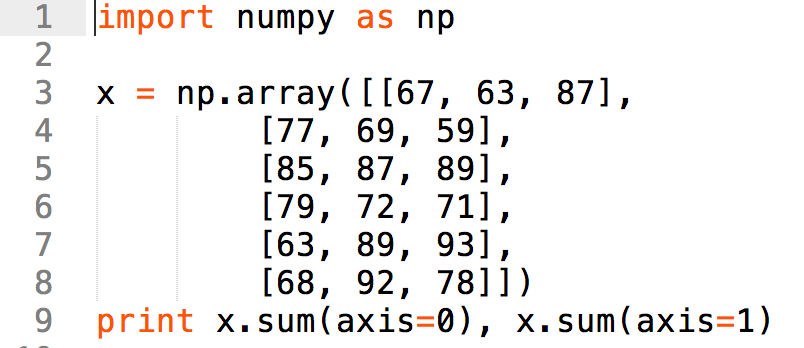 1 import numpy as np
2
3 x = np.array([[67, 63, 87],
4 [77, 69, 59],
5 [85, 87, 89],
6 [79, 72, 71],
7 [63, 89, 93],
8 [68, 92, 78]])
9 print x.sum(axis=0), x.sum(axis=1)